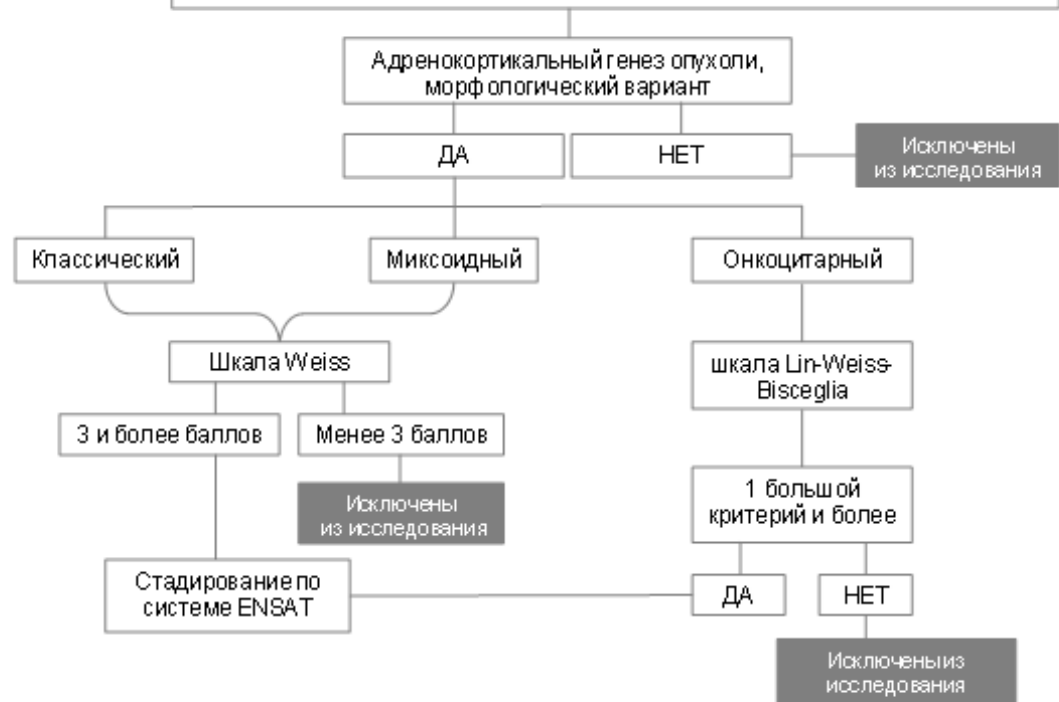 Адренокортикальный генез опухоли,
морфологический вариант
ДА
НЕТ
Исключены
из исследования
Классический
Миксоидный
Онкоцитарный
Шкала Weiss
шкала Lin-Weiss-
Bisceglia
3 и более баллов
Менее 3 баллов
Исключены
из исследования
1 большой
критерий и более
Стадирование по
системе ENSAT
ДА
НЕТ
Исключены из
исследования